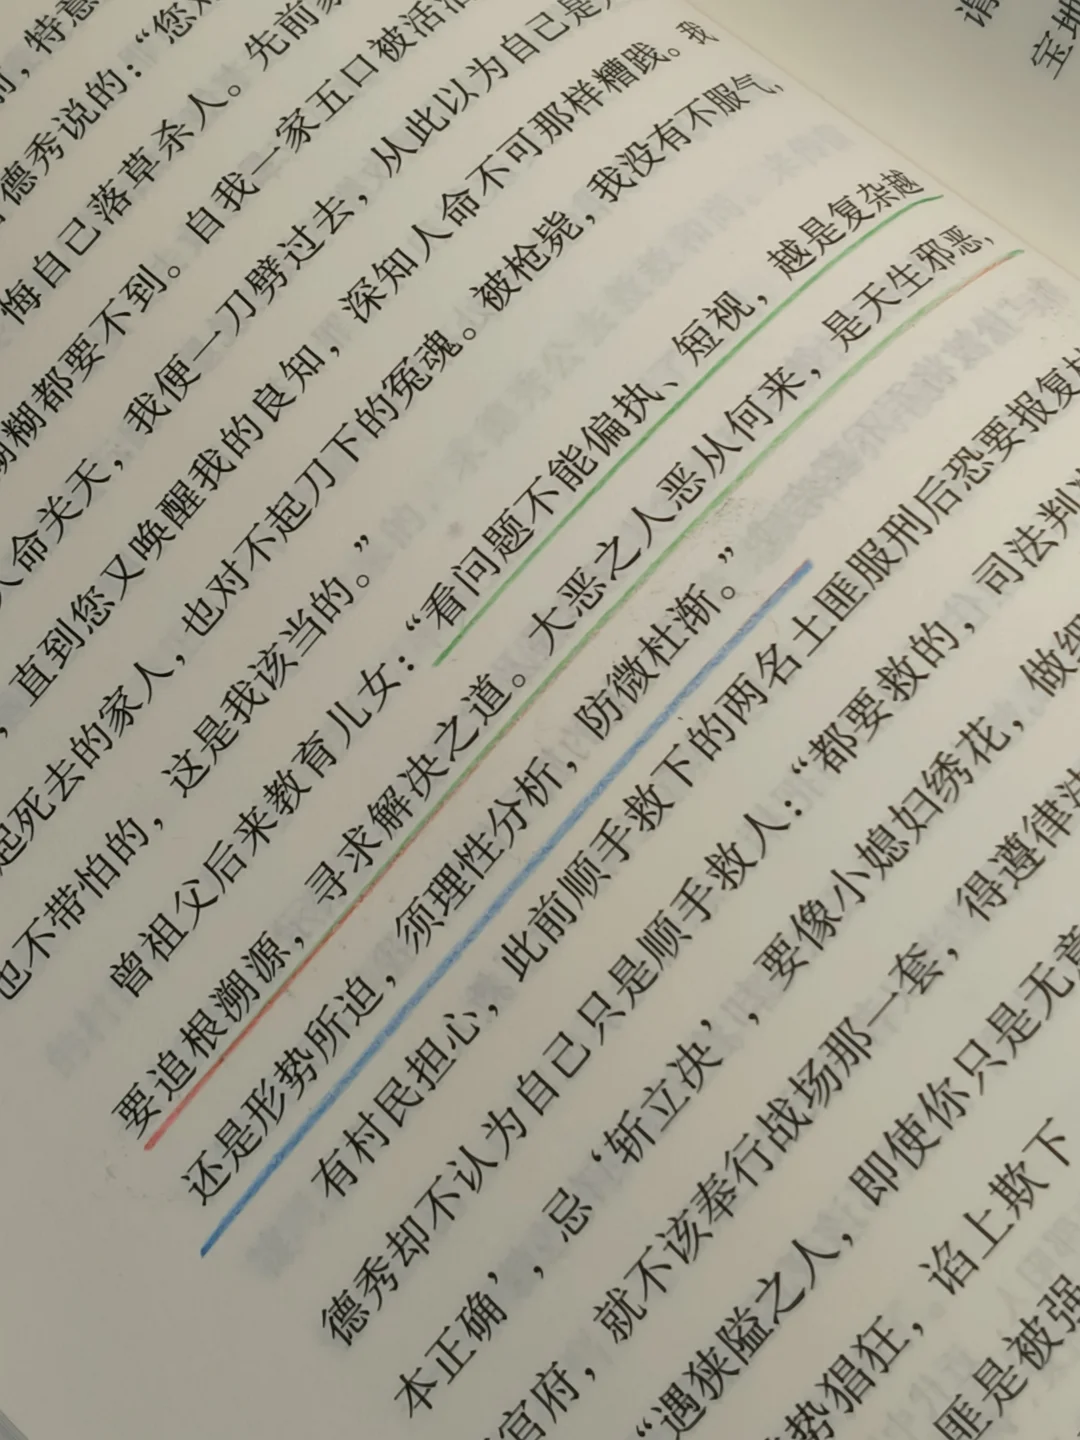 前，特意
德秀说的：“您
悔自己落草杀人。先前
糊都要不到。自我一家五口被活活
人命关天，我便一刀劈过去，从此以为自己是
，直到您又唤醒我的良知，深知人命不可那样糟践。我
起死去的家人，也对不起刀下的冤魂。被枪毙，我没有不服气，
也不带怕的，这是我该当的。”
曾祖父后来教育儿女：“看问题不能偏执、短视，越是复杂越
要追根溯源，寻求解决之道。大恶之人恶从何来，是天生邪恶，
还是形势所迫，须理性分析，防微杜渐。”
有村民担心，此前顺手救下的两名土匪服刑后恐要报复
德秀却不认为自己只是顺手救人：“都要救的，司法判决
本正确’，忌‘斩立决’，要像小媳妇绣花，做细
官府，就不该奉行战场那一套，得遵律法
“遇狭隘之人，即使你只是无意
势猖狂，谄上欺下
匪是被强
谓
宝地